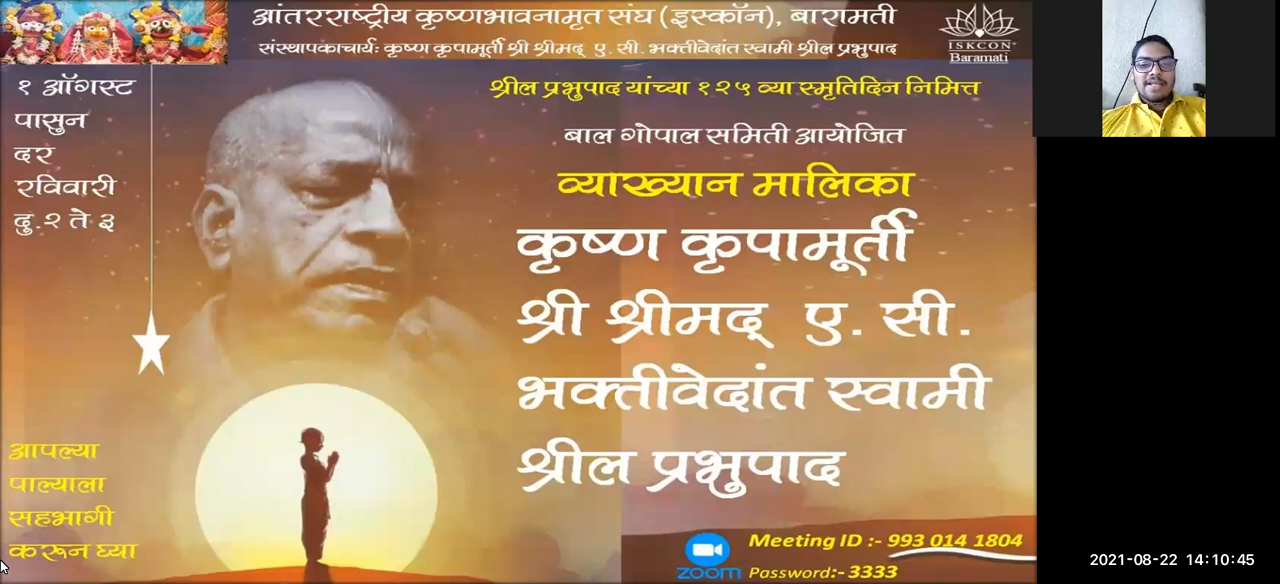 आंतरराष्ट्रीय कृष्णभावनामृत संघ (इस्कॉन), बारामती
संस्थापकाचार्यः कृष्ण कृपामूर्ती श्री श्रीमद् ए. सी. भक्तीवेदांत स्वामी श्रील प्रभुपाद
ISKCON
Baramati
१ ऑगस्ट
पासुन
दर
रविवारी
दु.२ ते ३
श्रील प्रभुपाद यांच्या १२५ व्या स्मृतिदिन निमित्त
बाल गोपाल समिती आयोजित
व्याख्यान मालिका
कृष्ण कृपामूर्ती
श्री श्रीमद् ए. सी.
भक्तीवेदांत स्वामी
श्रील प्रभुपाद
आपल्या
पाल्याला
सहभागी
करून घ्या
zoom
Meeting ID :- 993 014 1804
Password:- 3333
2021-08-22 14:10:45